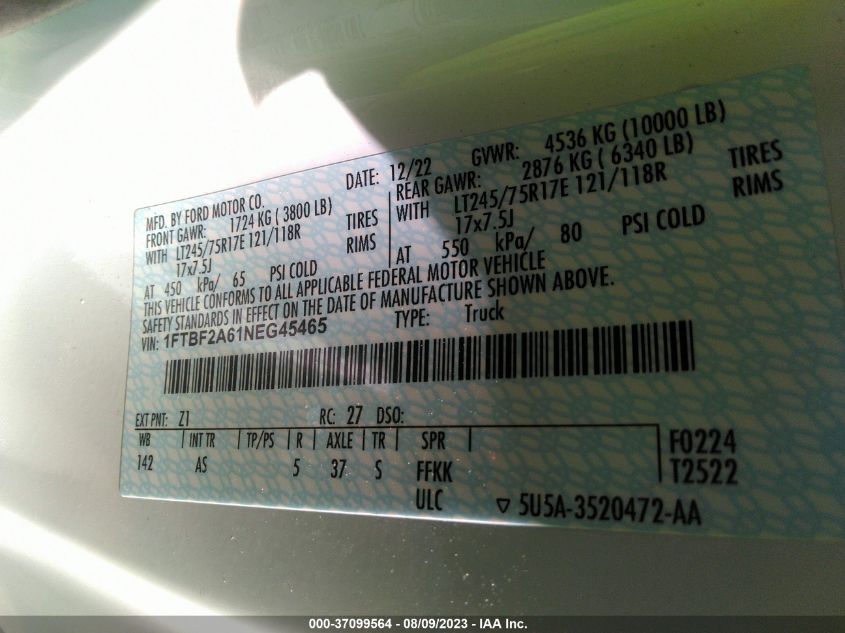 MFD. BY FORD MOTOR CO.
DATE: 12/22
GVWR: 4536 KG (10000 LB)
FRONT GAWR: 1724 KG ( 3800 LB)
REAR GAWR: 2876 KG ( 6340 LB)
WITH LT245/75R17E 121/118R TIRES
WITH LT245/75R17E 121/118R TIRES
17x7.5J RIMS
17x7.5J RIMS
AT 450 kPa/ 65 PSI COLD
AT 550 kPa/ 80 PSI COLD
THIS VEHICLE CONFORMS TO ALL APPLICABLE FEDERAL MOTOR VEHICLE
SAFETY STANDARDS IN EFFECT ON THE DATE OF MANUFACTURE SHOWN ABOVE.
VIN: 1FTBF2A61NEG45465
TYPE: Truck
EXT PNT: Z1 RC: 27 DSO:
WB INT TR TP/PS R AXLE TR SPR
142 AS 5 37 S FFKK
ULC
F0224
T2522
5U5A-3520472-AA
000-37099564 - 08/09/2023 - IAA Inc.